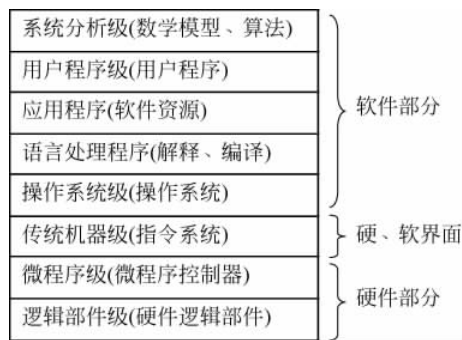 系统分析级(数学模型、算法)
用户程序级(用户程序)
应用程序(软件资源)
软件部分
语言处理程序(解释、编译)
操作系统级(操作系统)
传统机器级(指令系统)
硬、软界面
微程序级(微程序控制器)
硬件部分
逻辑部件级(硬件逻辑部件)